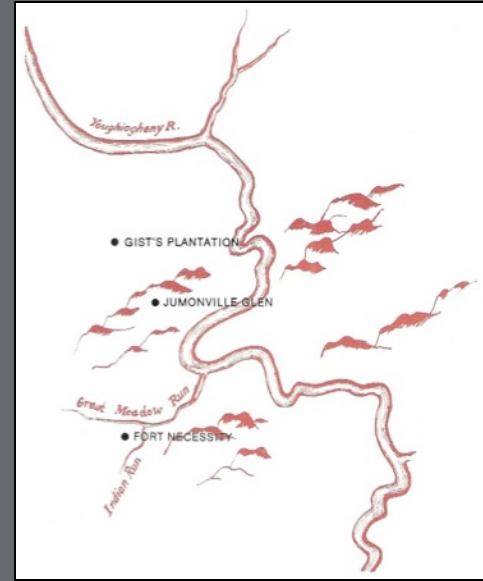 Youghiogheny R.
GIST'S PLANTATION
JUMONVILLE GLEN
Great Meadow Run
FORT NECESSITY
Indian Run